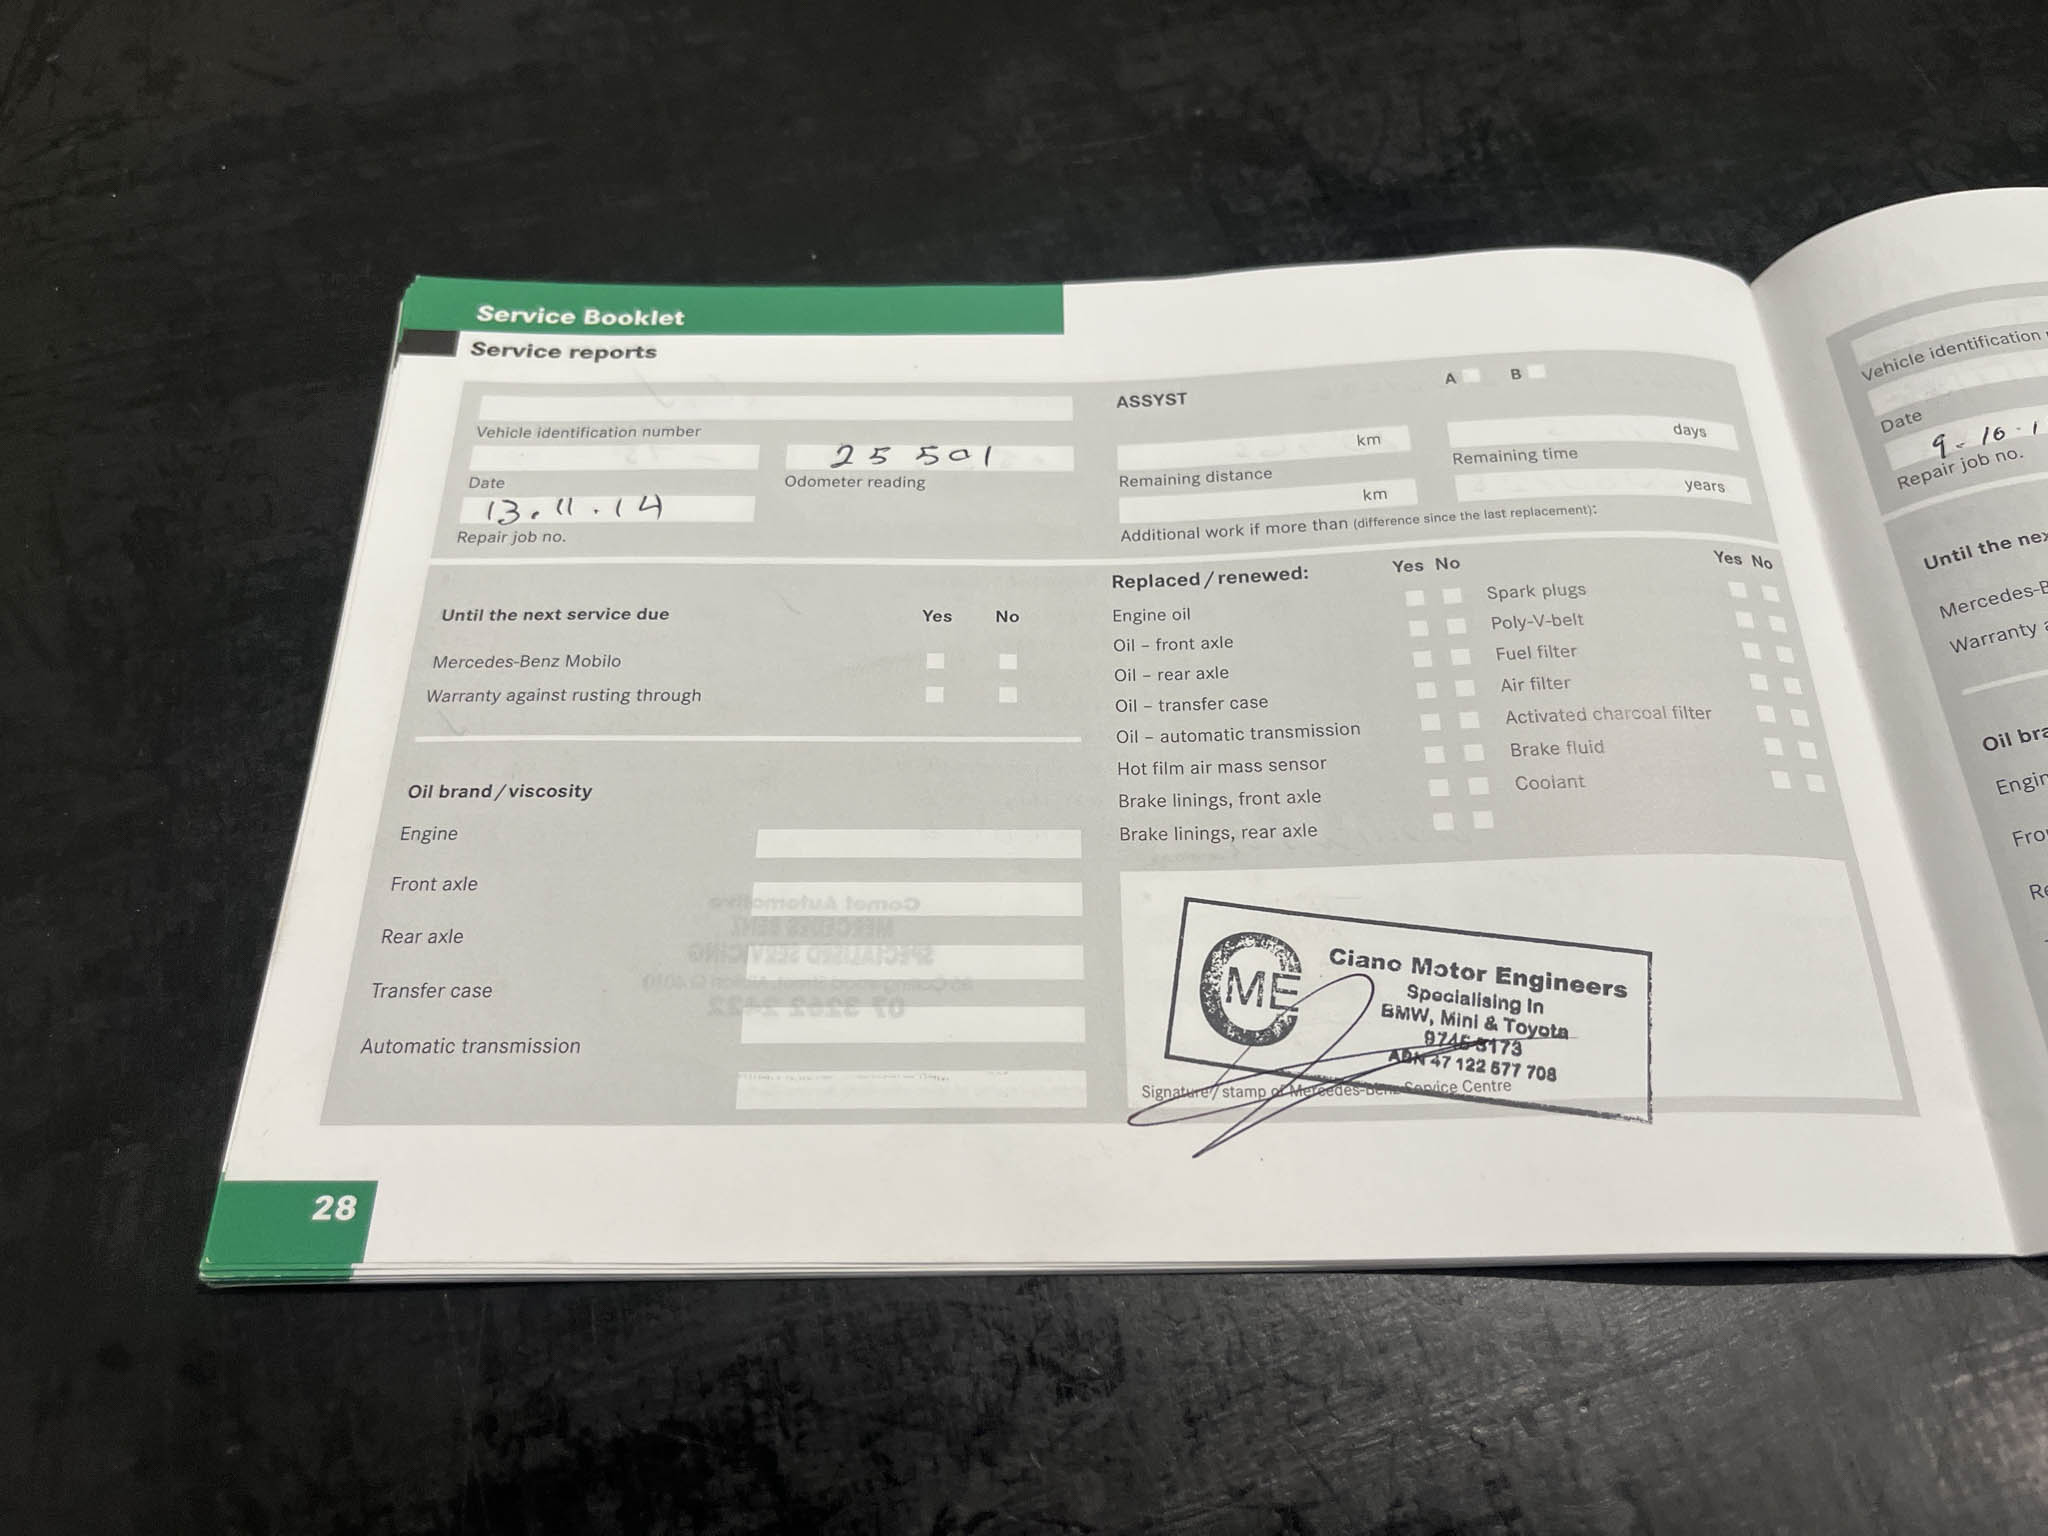 Service Booklet
Service reports
Vehicle identification number
25 501
Date
Odometer reading
13.11.14
Repair job no.
Until the next service due Yes No
Mercedes-Benz Mobilo
Warranty against rusting through
Oil brand / viscosity
Engine
Front axle
Rear axle
Transfer case
Automatic transmission
28
ASSYST A B
km days
Remaining distance Remaining time
km years
Additional work if more than (difference since the last replacement):
Replaced / renewed: Yes No Yes No
Engine oil Spark plugs
Oil – front axle Poly-V-belt
Oil – rear axle Fuel filter
Oil – transfer case Air filter
Oil – automatic transmission Activated charcoal filter
Hot film air mass sensor Brake fluid
Brake linings, front axle Coolant
Brake linings, rear axle
CME
Ciano Motor Engineers
Specialising In
BMW, Mini & Toyota
ABN 47 122 577 708
Signature / stamp of Mercedes-Benz Service Centre
Vehicle identification
Date
9.10.1
Repair job no.
Until the
Mercedes-B
Warranty
Oil